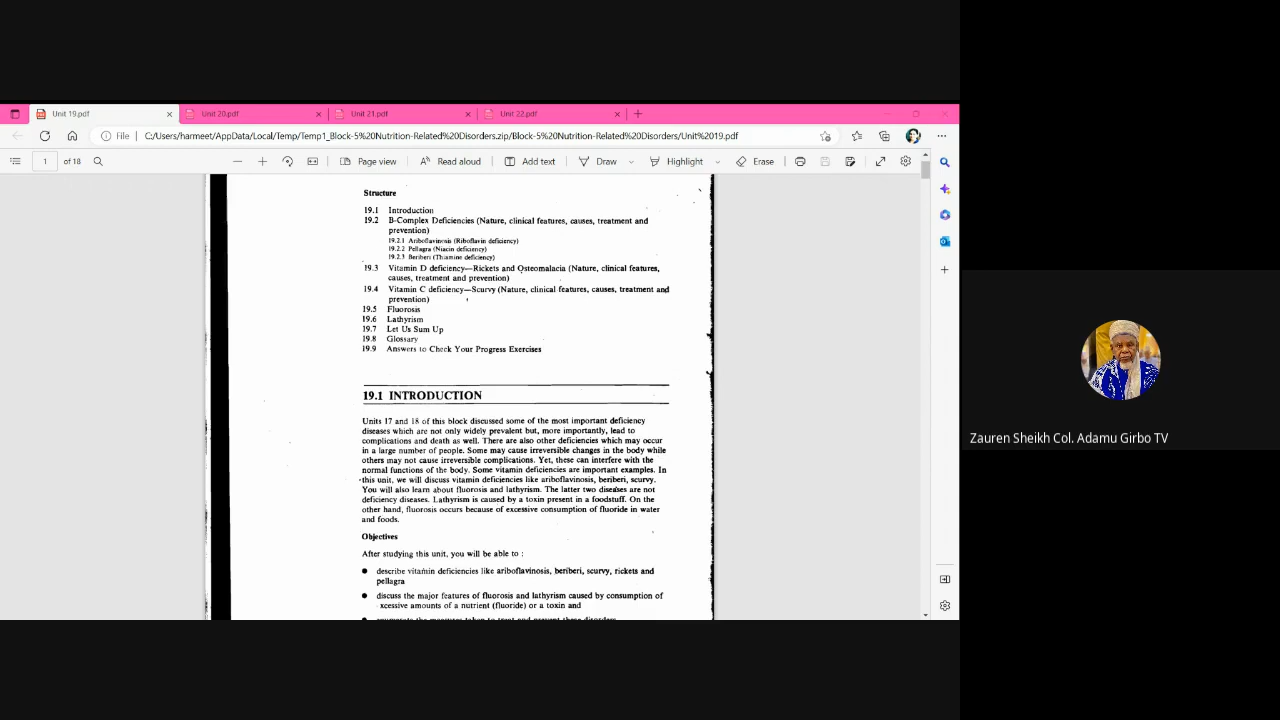 Unit 19.pdf
Unit 20.pdf
Unit 21.pdf
Unit 22.pdf
File
C:/Users/harmeet/AppData/Local/Temp/Temp1_Block-5%20Nutrition-Related%20Disorders.zip/Block-5%20Nutrition-Related%20Disorders/Unit%2019.pdf
1 of 18
Page view
Read aloud
Add text
Draw
Highlight
Erase
Structure
19.1 Introduction
19.2 B-Complex Deficiencies (Nature, clinical features, causes, treatment and
prevention)
19.2.1 Ariboflavinosis (Riboflavin deficiency)
19.2.2 Pellagra (Niacin deficiency)
19.2.3 Beriberi (Thiamine deficiency)
19.3 Vitamin D deficiency—Rickets and Osteomalacia (Nature, clinical features,
causes, treatment and prevention)
19.4 Vitamin C deficiency—Scurvy (Nature, clinical features, causes, treatment and
prevention)
19.5 Fluorosis
19.6 Lathyrism
19.7 Let Us Sum Up
19.8 Glossary
19.9 Answers to Check Your Progress Exercises
19.1 INTRODUCTION
Units 17 and 18 of this block discussed some of the most important deficiency
diseases which are not only widely prevalent but, more importantly, lead to
complications and death as well. There are also other deficiencies which may occur
in a large number of people. Some may cause irreversible changes in the body while
others may not cause irreversible complications. Yet, these can interfere with the
normal functions of the body. Some vitamin deficiencies are important examples. In
this unit, we will discuss vitamin deficiencies like ariboflavinosis, beriberi, scurvy.
You will also learn about fluorosis and lathyrism. The latter two diseases are not
deficiency diseases. Lathyrism is caused by a toxin present in a foodstuff. On the
other hand, fluorosis occurs because of excessive consumption of fluoride in water
and foods.
Objectives
After studying this unit, you will be able to :
● describe vitamin deficiencies like ariboflavinosis, beriberi, scurvy, rickets and
pellagra
● discuss the major features of fluorosis and lathyrism caused by consumption of
xcessive amounts of a nutrient (fluoride) or a toxin and
Zauren Sheikh Col. Adamu Girbo TV